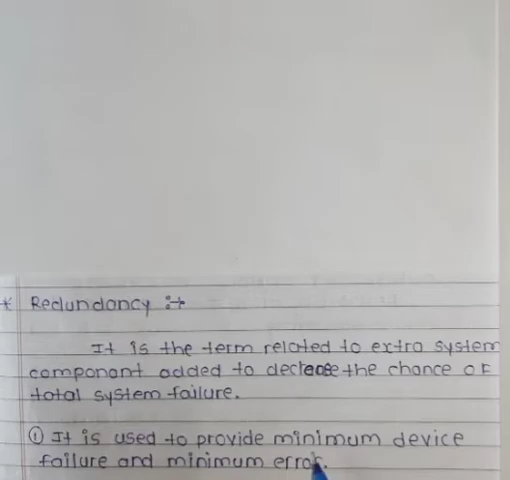 * Redundancy :→
It is the term related to extra system
componant added to decrease the chance of
total system failure.
① It is used to provide minimum device
failure and minimum error.